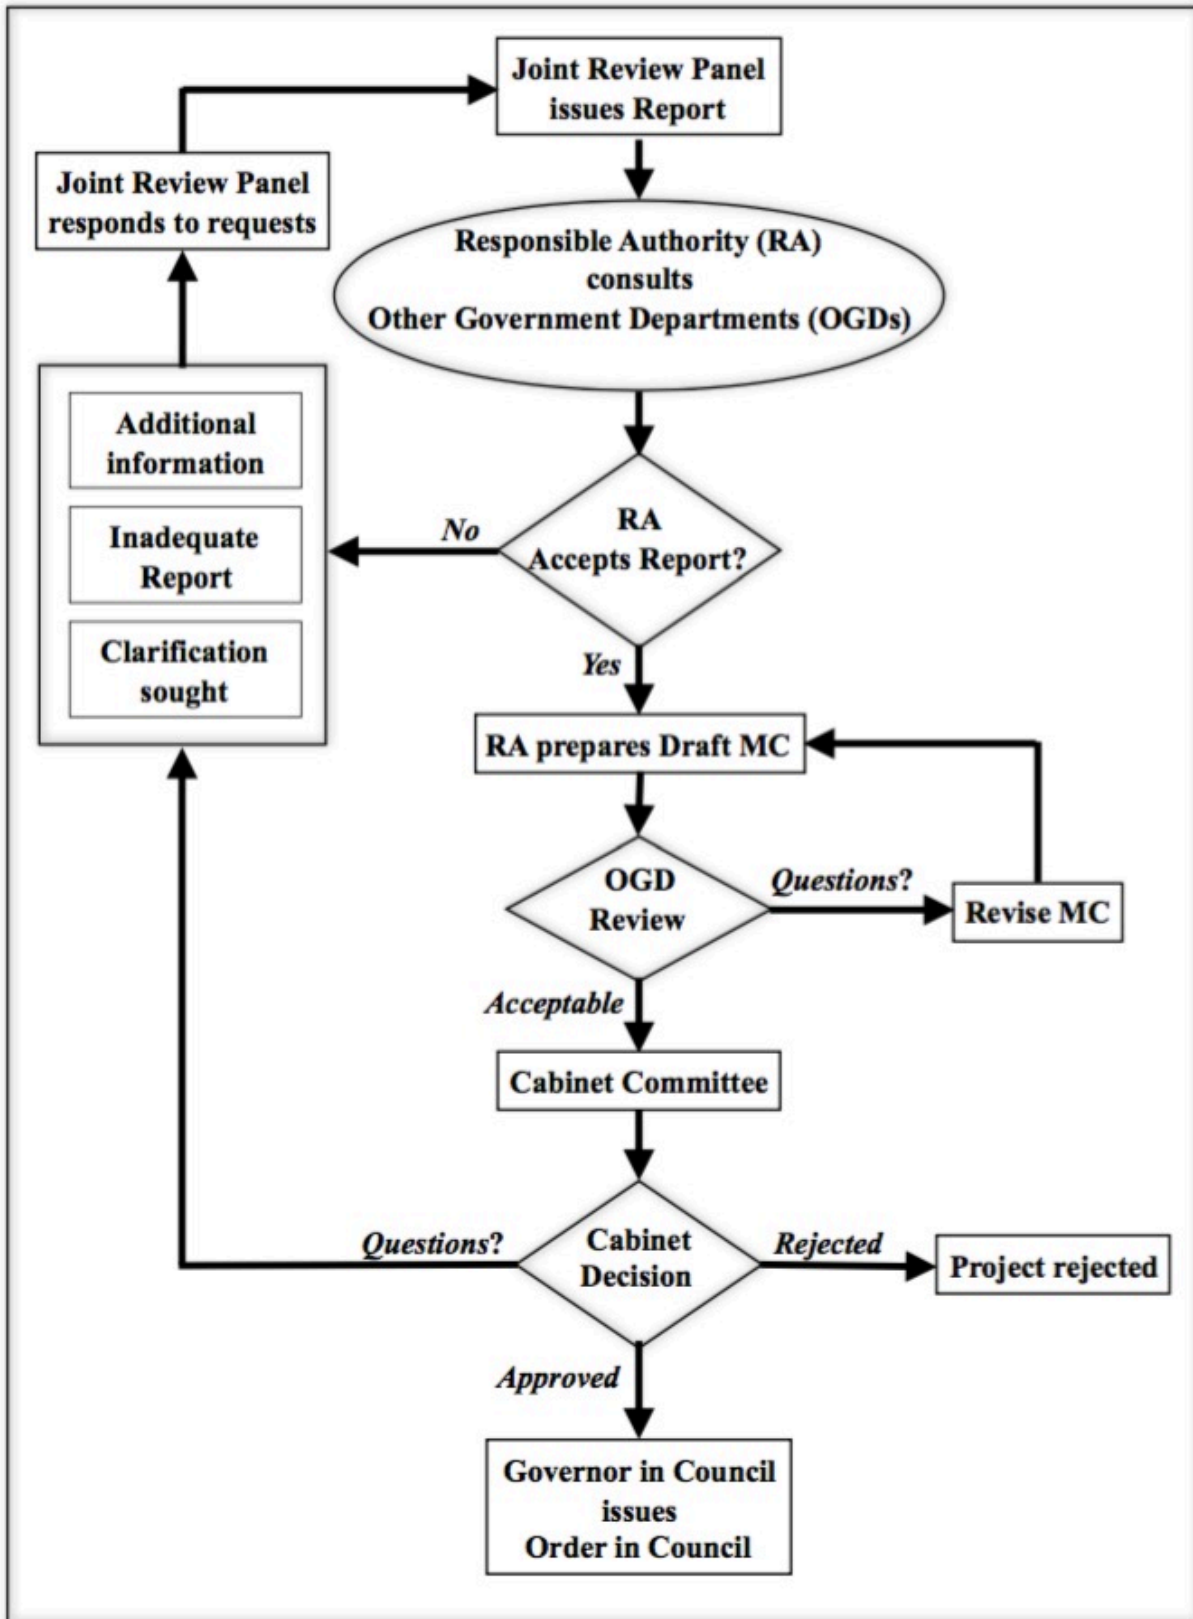 Joint Review Panel
issues Report
Joint Review Panel
responds to requests
Responsible Authority (RA)
consults
Other Government Departments (OGDs)
Additional
information
Inadequate
Report
Clarification
sought
No
RA
Accepts Report?
Yes
RA prepares Draft MC
OGD
Review
Questions?
Revise MC
Acceptable
Cabinet Committee
Questions?
Cabinet
Decision
Rejected
Project rejected
Approved
Governor in Council
issues
Order in Council